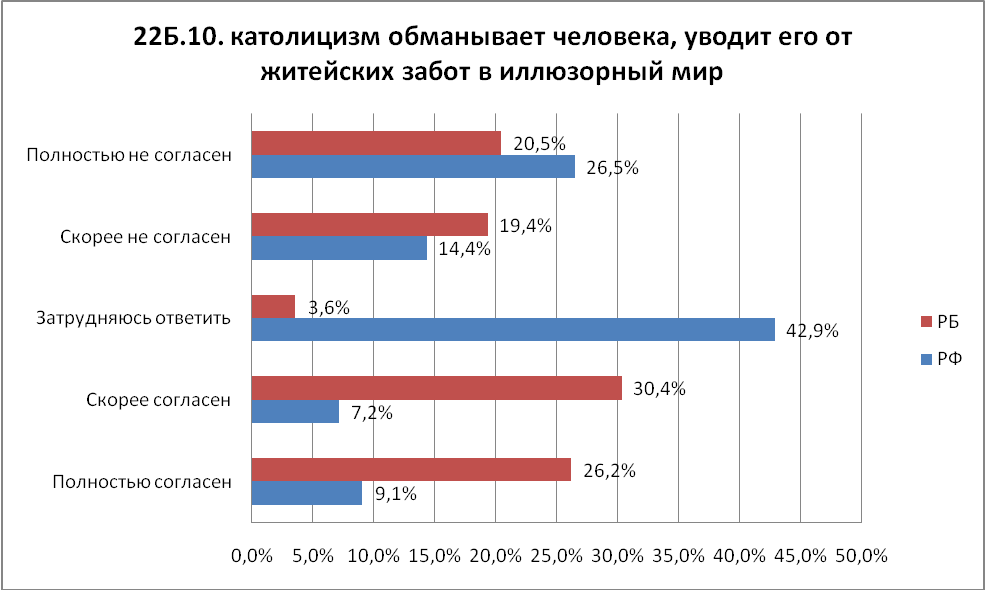 22Б.10. католицизм обманывает человека, уводит его от
житейских забот в иллюзорный мир
Полностью не согласен
20,5%
26,5%
Скорее не согласен
19,4%
14,4%
Затрудняюсь ответить
3,6%
42,9%
Скорее согласен
30,4%
7,2%
Полностью согласен
26,2%
9,1%
РБ
РФ
0,0% 5,0% 10,0% 15,0% 20,0% 25,0% 30,0% 35,0% 40,0% 45,0% 50,0%